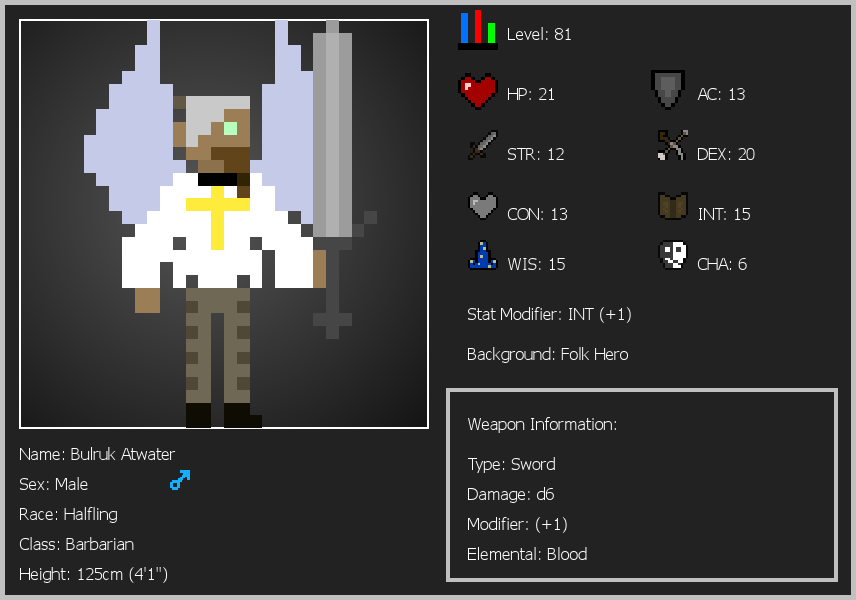 Level: 81
HP: 21
AC: 13
STR: 12
DEX: 20
CON: 13
INT: 15
WIS: 15
CHA: 6
Stat Modifier: INT (+1)
Background: Folk Hero
Weapon Information:
Type: Sword
Damage: d6
Modifier: (+1)
Elemental: Blood
Name: Bulruk Atwater
Sex: Male
Race: Halfling
Class: Barbarian
Height: 125cm (4'1")